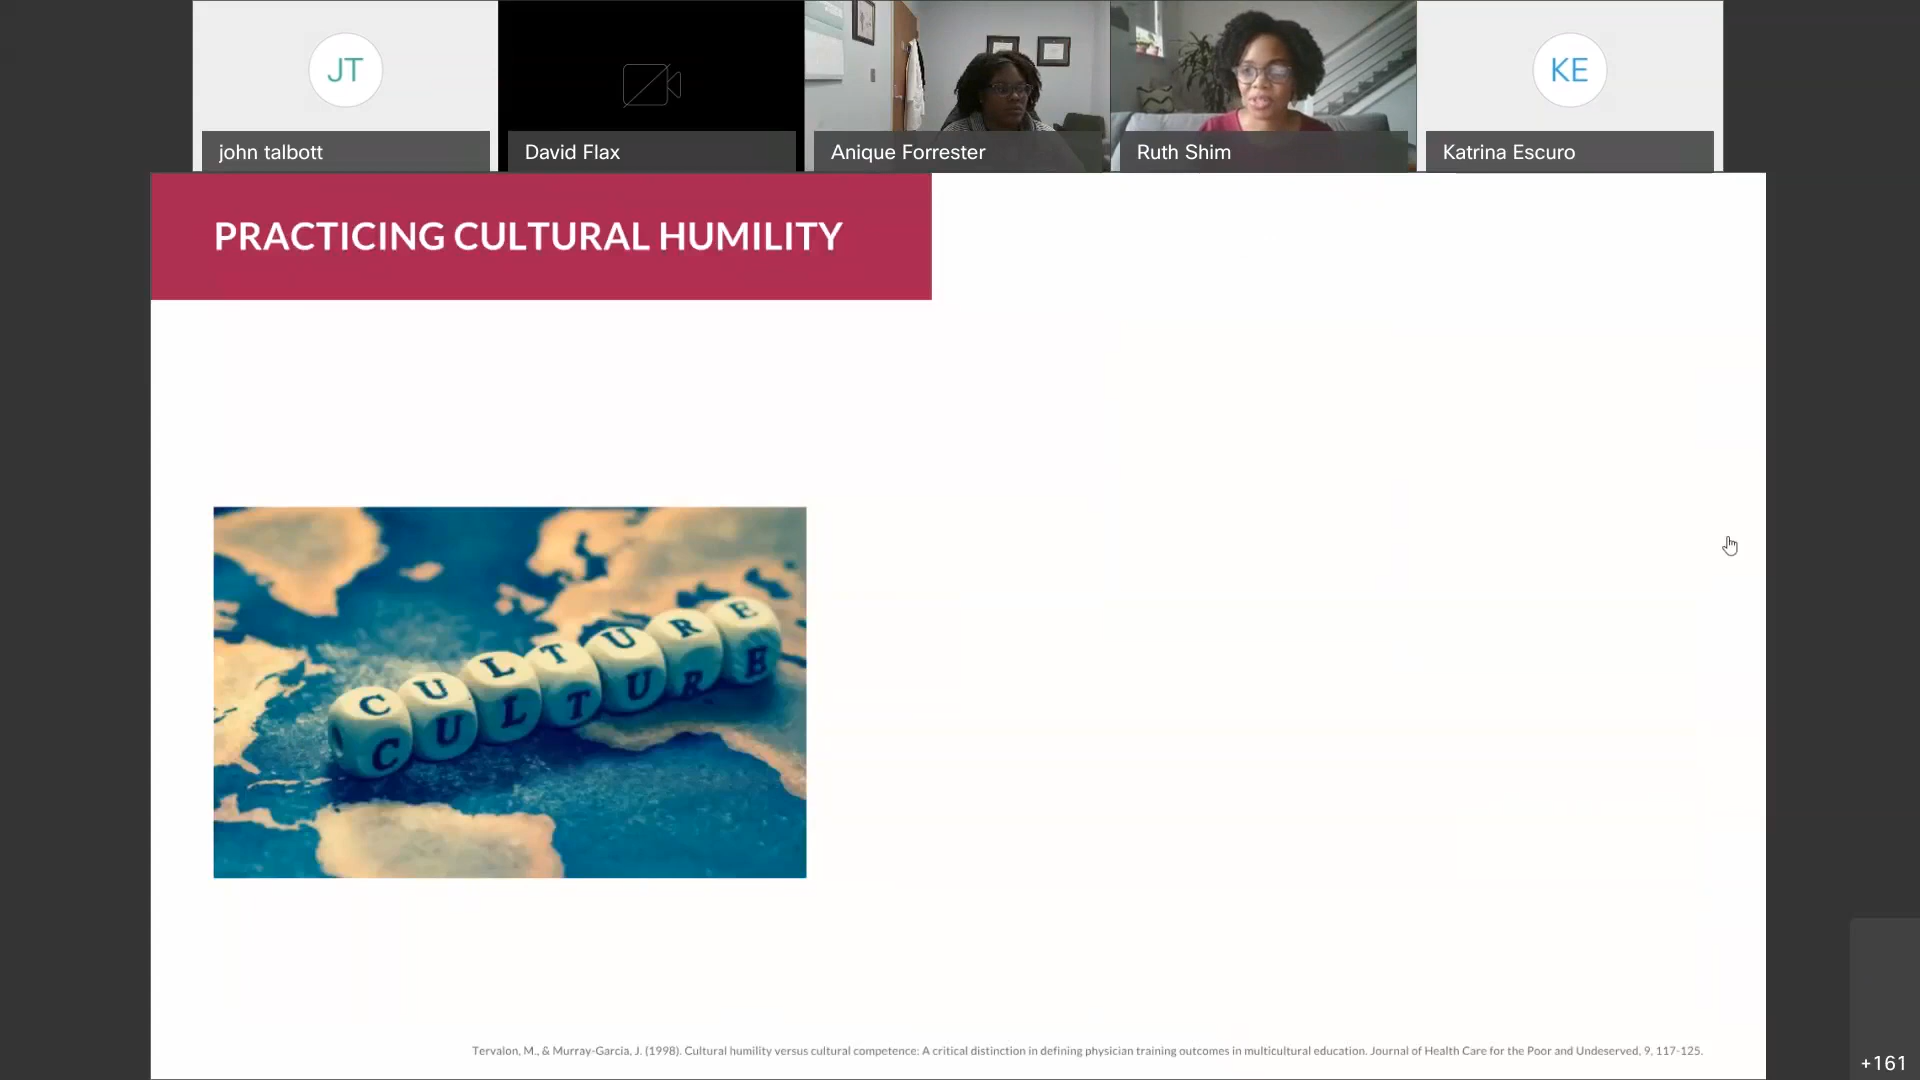 JT
KE
john talbott
David Flax
Anique Forrester
Ruth Shim
Katrina Escuro
PRACTICING CULTURAL HUMILITY
CULTURE
CULTURE
Tervalon, M., & Murray-Garcia, J. (1998). Cultural humility versus cultural competence: A critical distinction in defining physician training outcomes in multicultural education. Journal of Health Care for the Poor and Undeserved, 9, 117-125.
+161